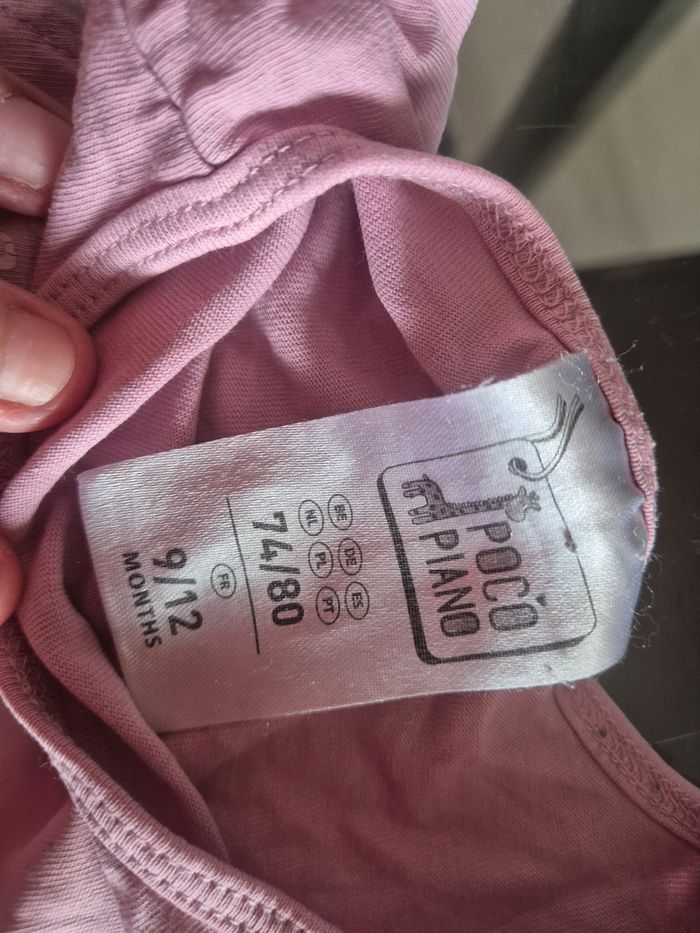 POCO
PIANO
BE DE ES
NL PL PT
74/80
FR
9/12
MONTHS